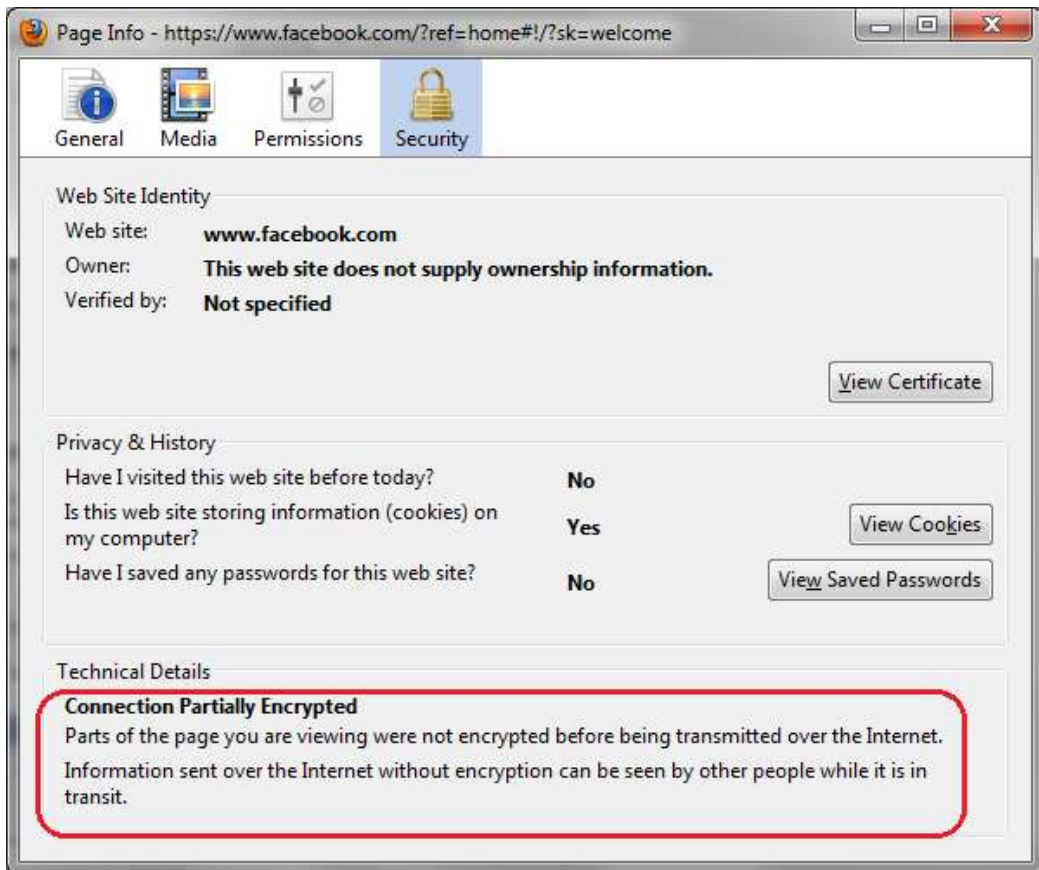 Page Info - https://www.facebook.com/?ref=home#!/?sk=welcome
General Media Permissions Security
Web Site Identity
Web site: www.facebook.com
Owner: This web site does not supply ownership information.
Verified by: Not specified
View Certificate
Privacy & History
Have I visited this web site before today? No
Is this web site storing information (cookies) on
my computer? Yes View Cookies
Have I saved any passwords for this web site? No View Saved Passwords
Technical Details
Connection Partially Encrypted
Parts of the page you are viewing were not encrypted before being transmitted over the Internet.
Information sent over the Internet without encryption can be seen by other people while it is in
transit.